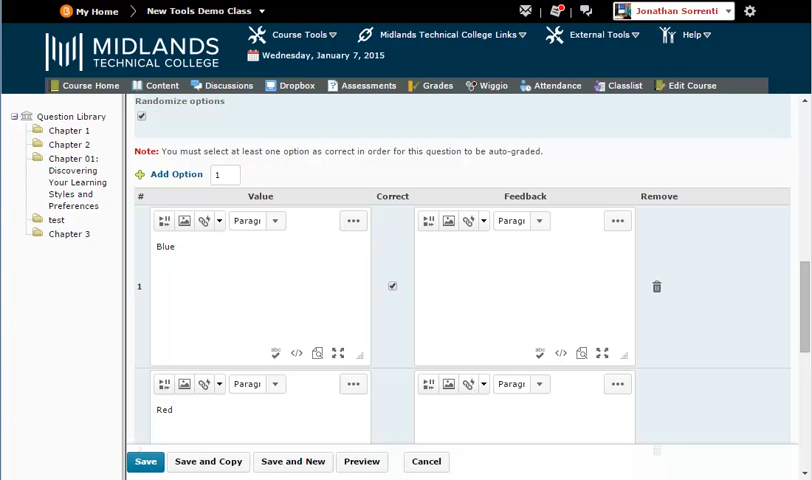 My Home
New Tools Demo Class
Jonathan Sorrenti
MIDLANDS
TECHNICAL COLLEGE
Course Tools
Midlands Technical College Links
External Tools
Help
Wednesday, January 7, 2015
Course Home
Content
Discussions
Dropbox
Assessments
Grades
Wiggio
Attendance
Classlist
Edit Course
Question Library
Chapter 1
Chapter 2
Chapter 01:
Discovering
Your Learning
Styles and
Preferences
test
Chapter 3
Randomize options
Note: You must select at least one option as correct in order for this question to be auto-graded.
Add Option 1
# Value Correct Feedback Remove
Paragr Paragr
Blue
1
abc abc
Paragr Paragr
Red
Save
Save and Copy
Save and New
Preview
Cancel